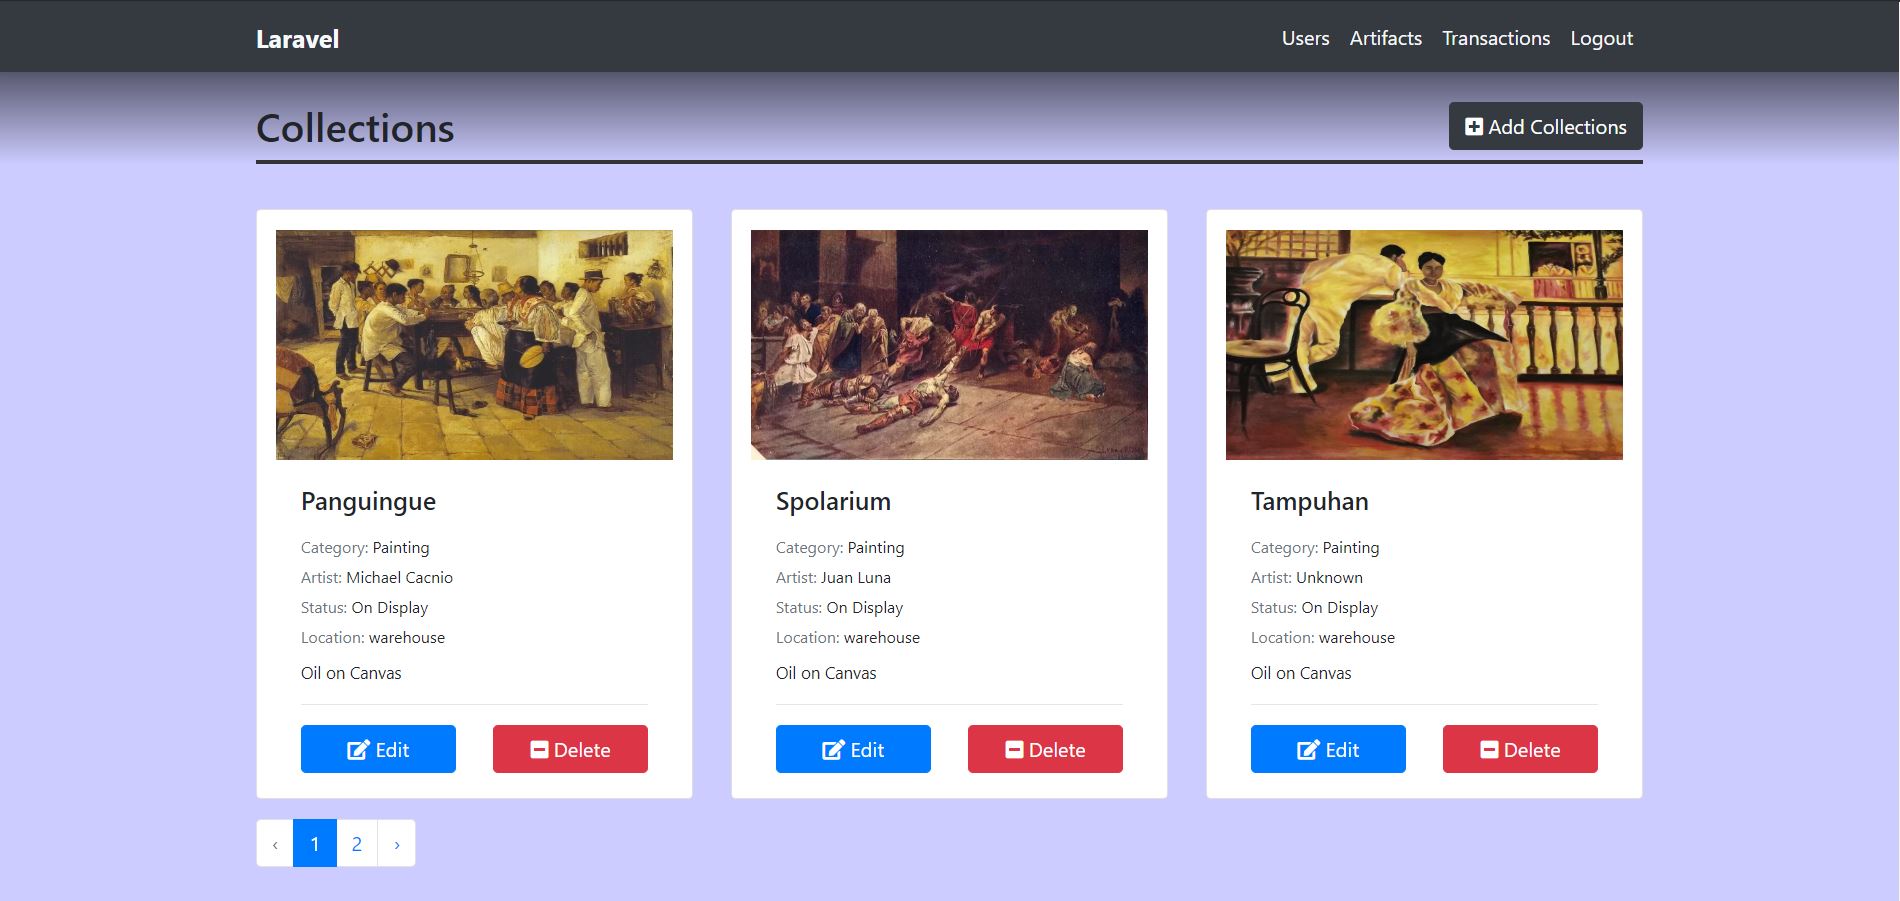 Laravel
Users Artifacts Transactions Logout
Collections
Add Collections
Panguingue
Category: Painting
Artist: Michael Cacnio
Status: On Display
Location: warehouse
Oil on Canvas
Edit Delete
Spolarium
Category: Painting
Artist: Juan Luna
Status: On Display
Location: warehouse
Oil on Canvas
Edit Delete
Tampuhan
Category: Painting
Artist: Unknown
Status: On Display
Location: warehouse
Oil on Canvas
Edit Delete
‹ 1 2 ›